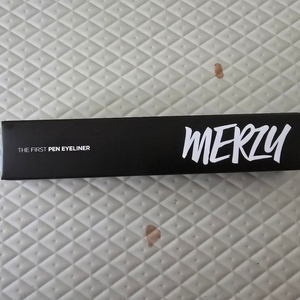 THE FIRST PEN EYELINER
MERZY